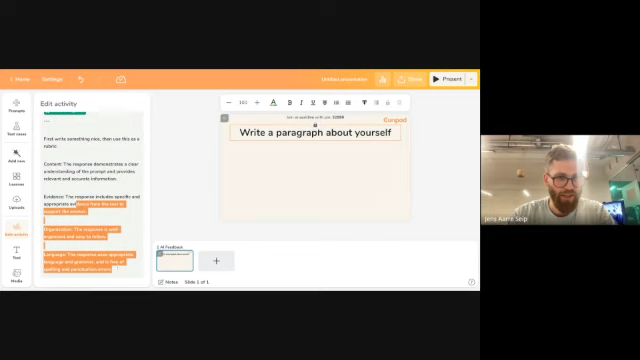 Home
Settings
Untitled presentation
Share
Present
Edit activity
Prompts
Text notes
Add new
Layouts
Uploads
Edit activity
Text
Media
First write something nice, then use this as a
rubric:
Content: The response demonstrates a clear
understanding of the prompt and provides
relevant and accurate information.
Evidence: The response includes specific and
appropriate
support the answer.
Organization: The response is well-
organized and easy to follow.
Language: The response uses appropriate
language and grammar, and is free of
spelling and punctuation errors.
B I U
Curipod
Write a paragraph about yourself
1 AI Feedback
Notes
Slide 1 of 1
Jens Aarre Seip